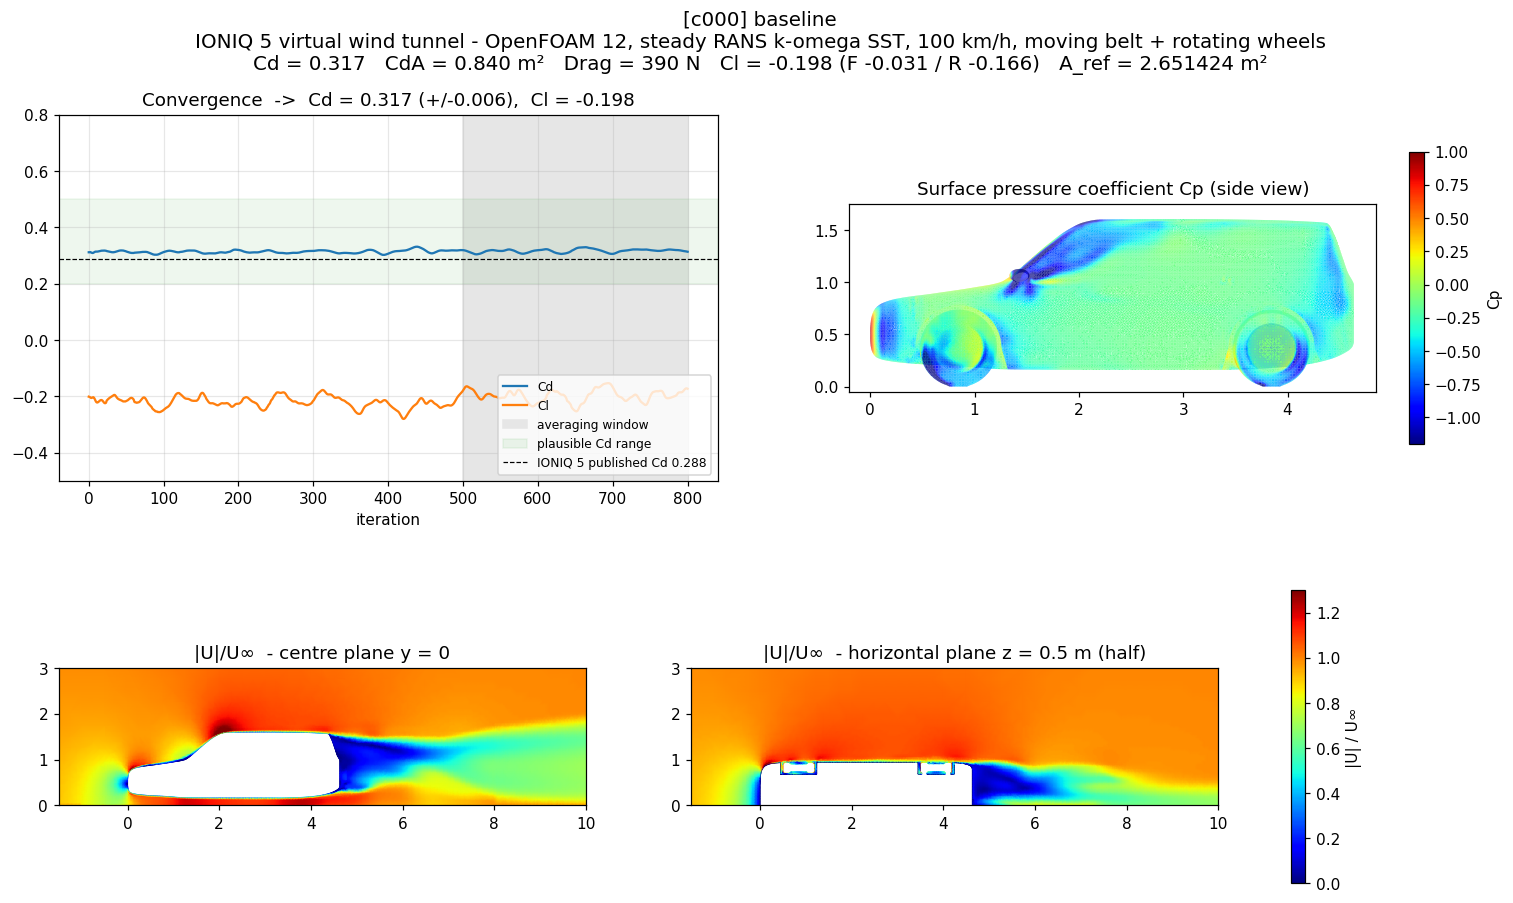 [c000] baseline
IONIQ 5 virtual wind tunnel - OpenFOAM 12, steady RANS k-omega SST, 100 km/h, moving belt + rotating wheels
Cd = 0.317   CdA = 0.840 m²   Drag = 390 N   Cl = -0.198 (F -0.031 / R -0.166)   A_ref = 2.651424 m²
Convergence  ->  Cd = 0.317 (+/-0.006),  Cl = -0.198
0.8
0.6
0.4
0.2
0.0
−0.2
−0.4
0 100 200 300 400 500 600 700 800
iteration
Cd
Cl
averaging window
plausible Cd range
IONIQ 5 published Cd 0.288
Surface pressure coefficient Cp (side view)
1.5
1.0
0.5
0.0
0 1 2 3 4
1.00
0.75
0.50
0.25
0.00
−0.25
−0.50
−0.75
−1.00
Cp
|U|/U∞  - centre plane y = 0
3
2
1
0
0 2 4 6 8 10
|U|/U∞  - horizontal plane z = 0.5 m (half)
3
2
1
0
0 2 4 6 8 10
1.2
1.0
0.8
0.6
0.4
0.2
0.0
|U| / U∞